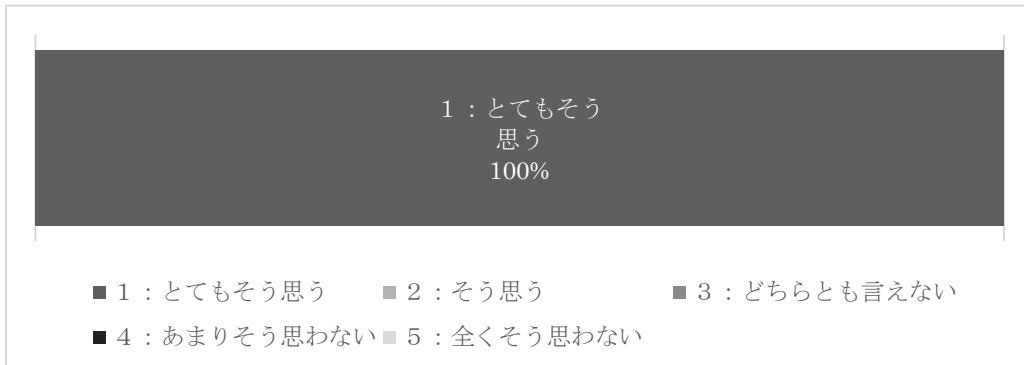 １：とてもそう
思う
100%
１：とてもそう思う ２：そう思う ３：どちらとも言えない
４：あまりそう思わない ５：全くそう思わない